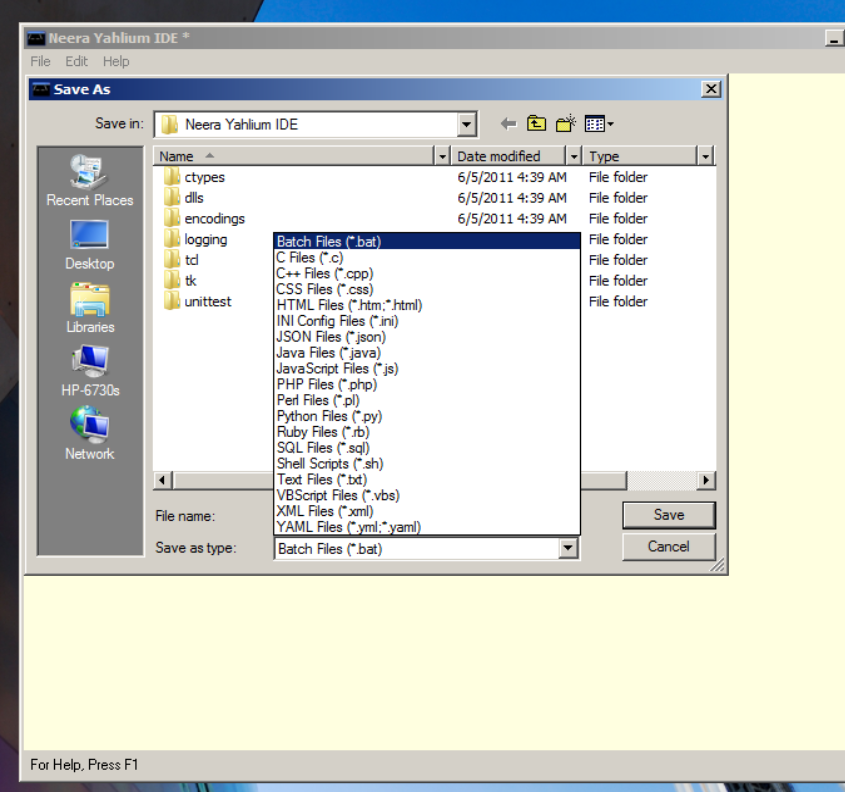 Neera Yahlium IDE *
File Edit Help
Save As
Save in: Neera Yahlium IDE
Name Date modified Type
ctypes 6/5/2011 4:39 AM File folder
dlls 6/5/2011 4:39 AM File folder
encodings 6/5/2011 4:39 AM File folder
logging File folder
tcl File folder
tk File folder
unittest File folder
Recent Places
Desktop
Libraries
HP-6730s
Network
Batch Files (*.bat)
C Files (*.c)
C++ Files (*.cpp)
CSS Files (*.css)
HTML Files (*.htm;*.html)
INI Config Files (*.ini)
JSON Files (*.json)
Java Files (*.java)
JavaScript Files (*.js)
PHP Files (*.php)
Perl Files (*.pl)
Python Files (*.py)
Ruby Files (*.rb)
SQL Files (*.sql)
Shell Scripts (*.sh)
Text Files (*.txt)
VBScript Files (*.vbs)
XML Files (*.xml)
YAML Files (*.yml;*.yaml)
File name: Save
Save as type: Batch Files (*.bat) Cancel
For Help, Press F1